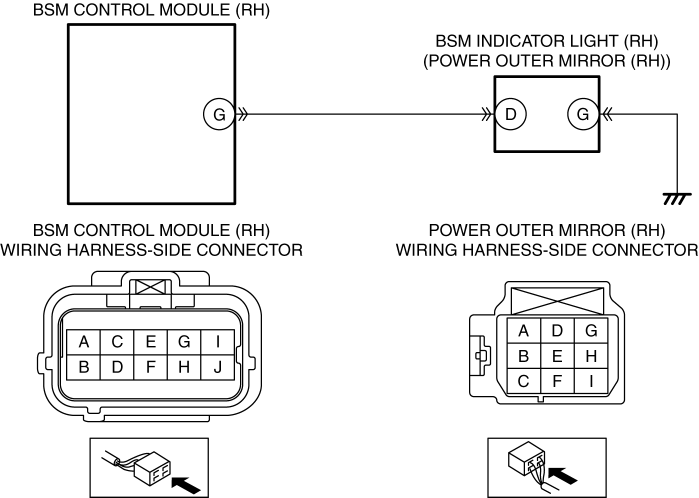 BSM CONTROL MODULE (RH)
BSM INDICATOR LIGHT (RH)
(POWER OUTER MIRROR (RH))
G
D
G
BSM CONTROL MODULE (RH)
WIRING HARNESS-SIDE CONNECTOR
POWER OUTER MIRROR (RH)
WIRING HARNESS-SIDE CONNECTOR
A C E G I
B D F H J
A D G
B E H
C F I